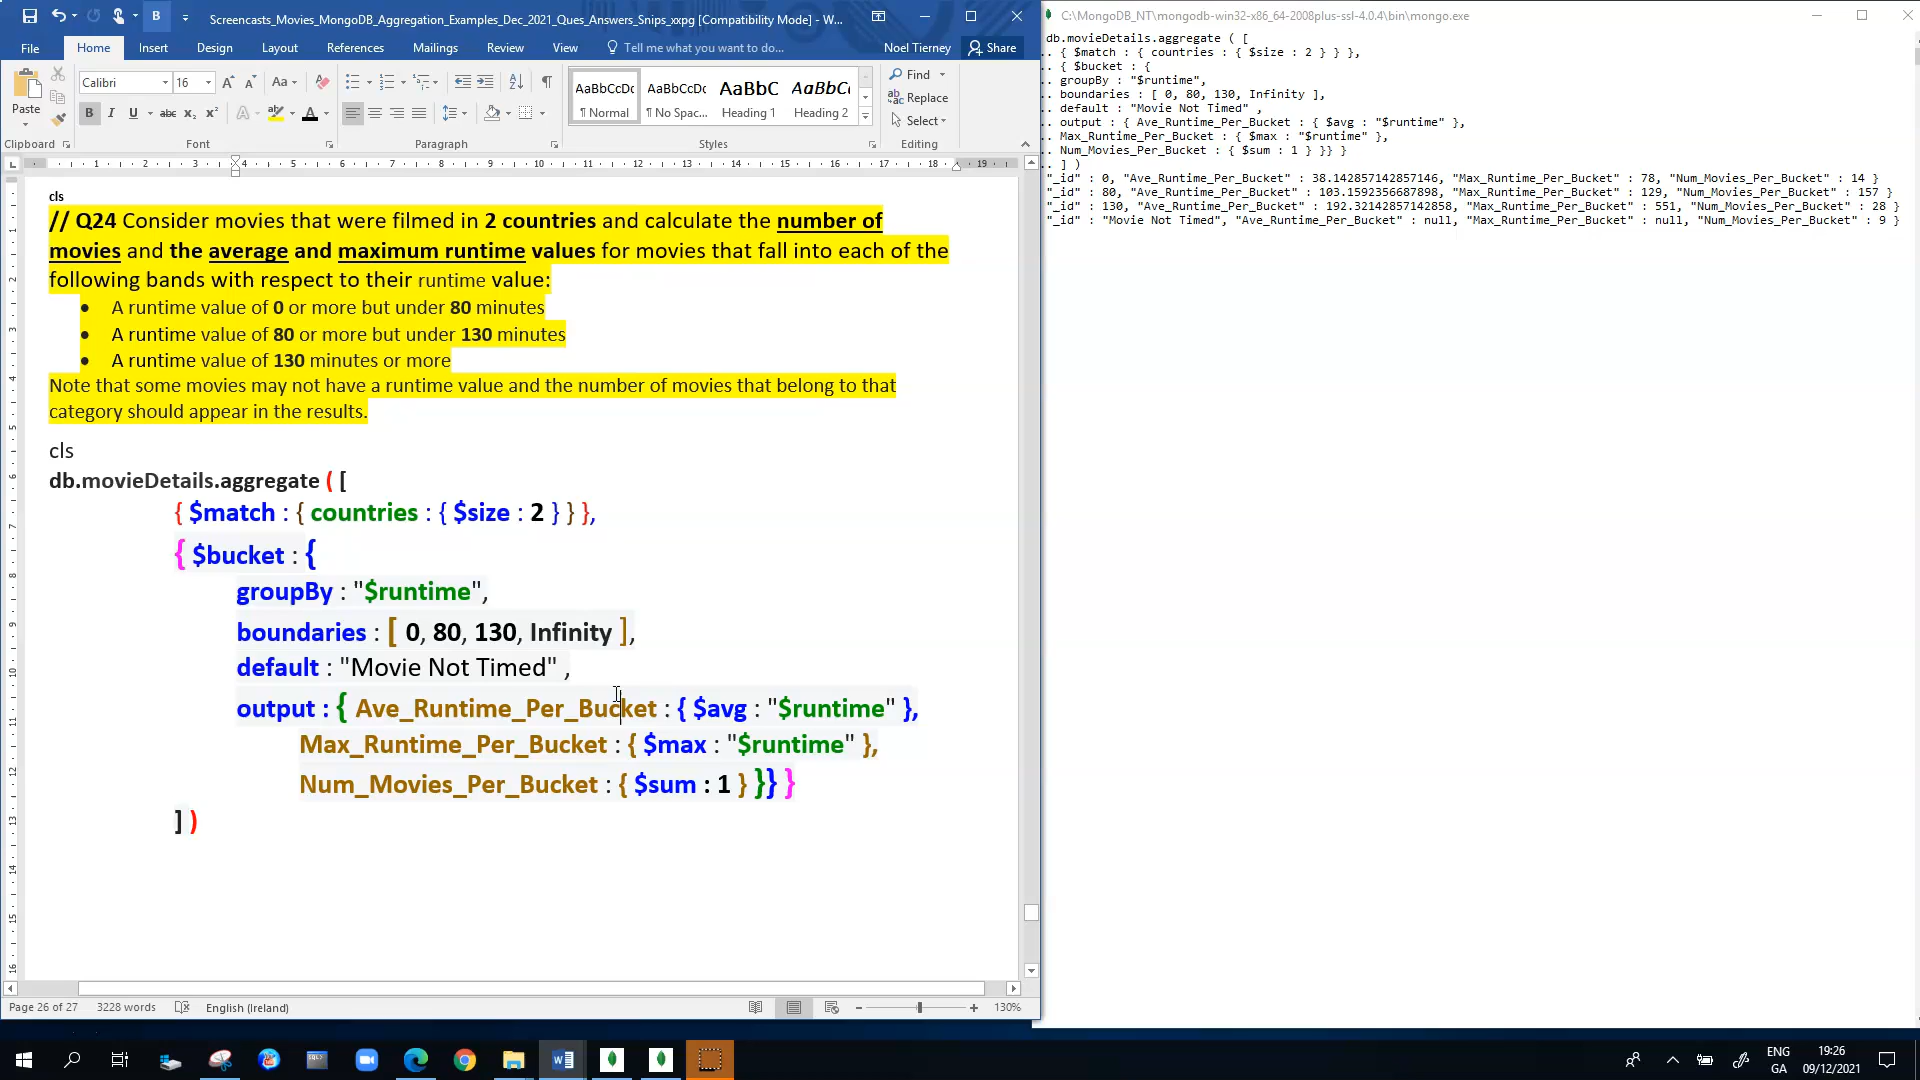 Screencasts_Movies_MongoDB_Aggregation_Examples_Dec_2021_Ques_Answers_Snips_xxpg [Compatibility Mode] - W...
File Home Insert Design Layout References Mailings Review View Tell me what you want to do... Noel Tierney Share
Paste
Calibri 16
Aa
B I U abc x₂ x²
AaBbCcDc AaBbCcDc AaBbC AaBbC
¶ Normal ¶ No Spac... Heading 1 Heading 2
Find
Replace
Select
Clipboard Font Paragraph Styles Editing
cls
// Q24 Consider movies that were filmed in 2 countries and calculate the number of
movies and the average and maximum runtime values for movies that fall into each of the
following bands with respect to their runtime value:
• A runtime value of 0 or more but under 80 minutes
• A runtime value of 80 or more but under 130 minutes
• A runtime value of 130 minutes or more
Note that some movies may not have a runtime value and the number of movies that belong to that
category should appear in the results.
cls
db.movieDetails.aggregate ( [
{ $match : { countries : { $size : 2 } } },
{ $bucket : {
groupBy : "$runtime",
boundaries : [ 0, 80, 130, Infinity ],
default : "Movie Not Timed" ,
output : { Ave_Runtime_Per_Bucket : { $avg : "$runtime" },
Max_Runtime_Per_Bucket : { $max : "$runtime" },
Num_Movies_Per_Bucket : { $sum : 1 } }} }
] )
Page 26 of 27 3228 words English (Ireland) 130%
C:\MongoDB_NT\mongodb-win32-x86_64-2008plus-ssl-4.0.4\bin\mongo.exe
db.movieDetails.aggregate ( [
.. { $match : { countries : { $size : 2 } } },
.. { $bucket : {
.. groupBy : "$runtime",
.. boundaries : [ 0, 80, 130, Infinity ],
.. default : "Movie Not Timed" ,
.. output : { Ave_Runtime_Per_Bucket : { $avg : "$runtime" },
.. Max_Runtime_Per_Bucket : { $max : "$runtime" },
.. Num_Movies_Per_Bucket : { $sum : 1 } }} }
.. ] )
"_id" : 0, "Ave_Runtime_Per_Bucket" : 38.142857142857146, "Max_Runtime_Per_Bucket" : 78, "Num_Movies_Per_Bucket" : 14 }
"_id" : 80, "Ave_Runtime_Per_Bucket" : 103.1592356687898, "Max_Runtime_Per_Bucket" : 129, "Num_Movies_Per_Bucket" : 157 }
"_id" : 130, "Ave_Runtime_Per_Bucket" : 192.32142857142858, "Max_Runtime_Per_Bucket" : 551, "Num_Movies_Per_Bucket" : 28 }
"_id" : "Movie Not Timed", "Ave_Runtime_Per_Bucket" : null, "Max_Runtime_Per_Bucket" : null, "Num_Movies_Per_Bucket" : 9 }
ENG
GA
19:26
09/12/2021